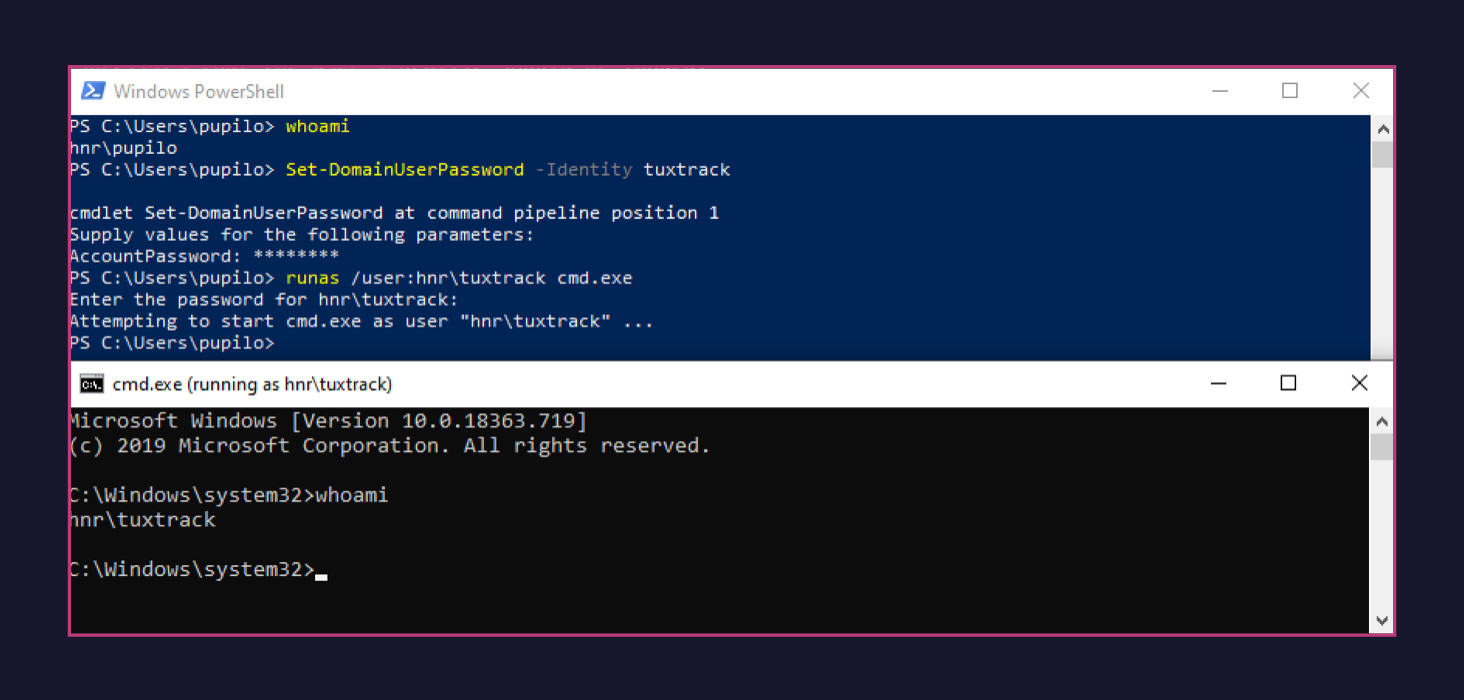 Windows PowerShell
PS C:\Users\pupilo> whoami
hnr\pupilo
PS C:\Users\pupilo> Set-DomainUserPassword -Identity tuxtrack
cmdlet Set-DomainUserPassword at command pipeline position 1
Supply values for the following parameters:
AccountPassword: ********
PS C:\Users\pupilo> runas /user:hnr\tuxtrack cmd.exe
Enter the password for hnr\tuxtrack:
Attempting to start cmd.exe as user "hnr\tuxtrack" ...
PS C:\Users\pupilo>
cmd.exe (running as hnr\tuxtrack)
Microsoft Windows [Version 10.0.18363.719]
(c) 2019 Microsoft Corporation. All rights reserved.
C:\Windows\system32>whoami
hnr\tuxtrack
C:\Windows\system32>